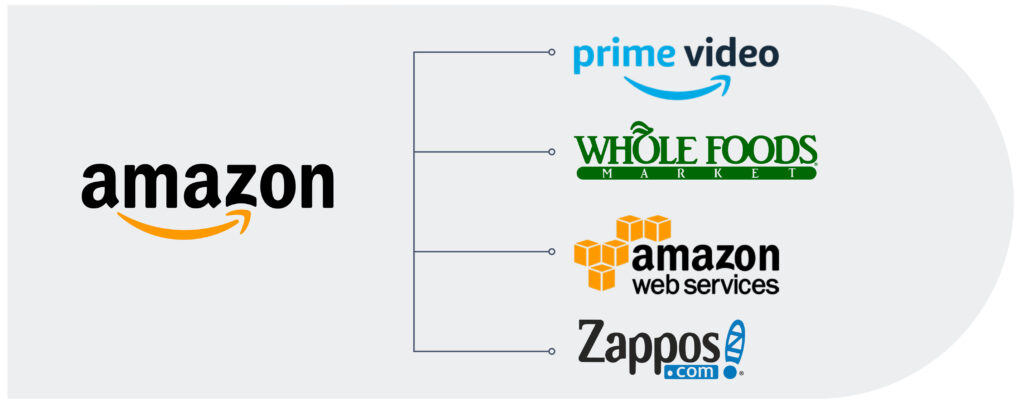 amazon
prime video
WHOLE FOODS®
MARKET
amazon
web services
Zappos
.com®